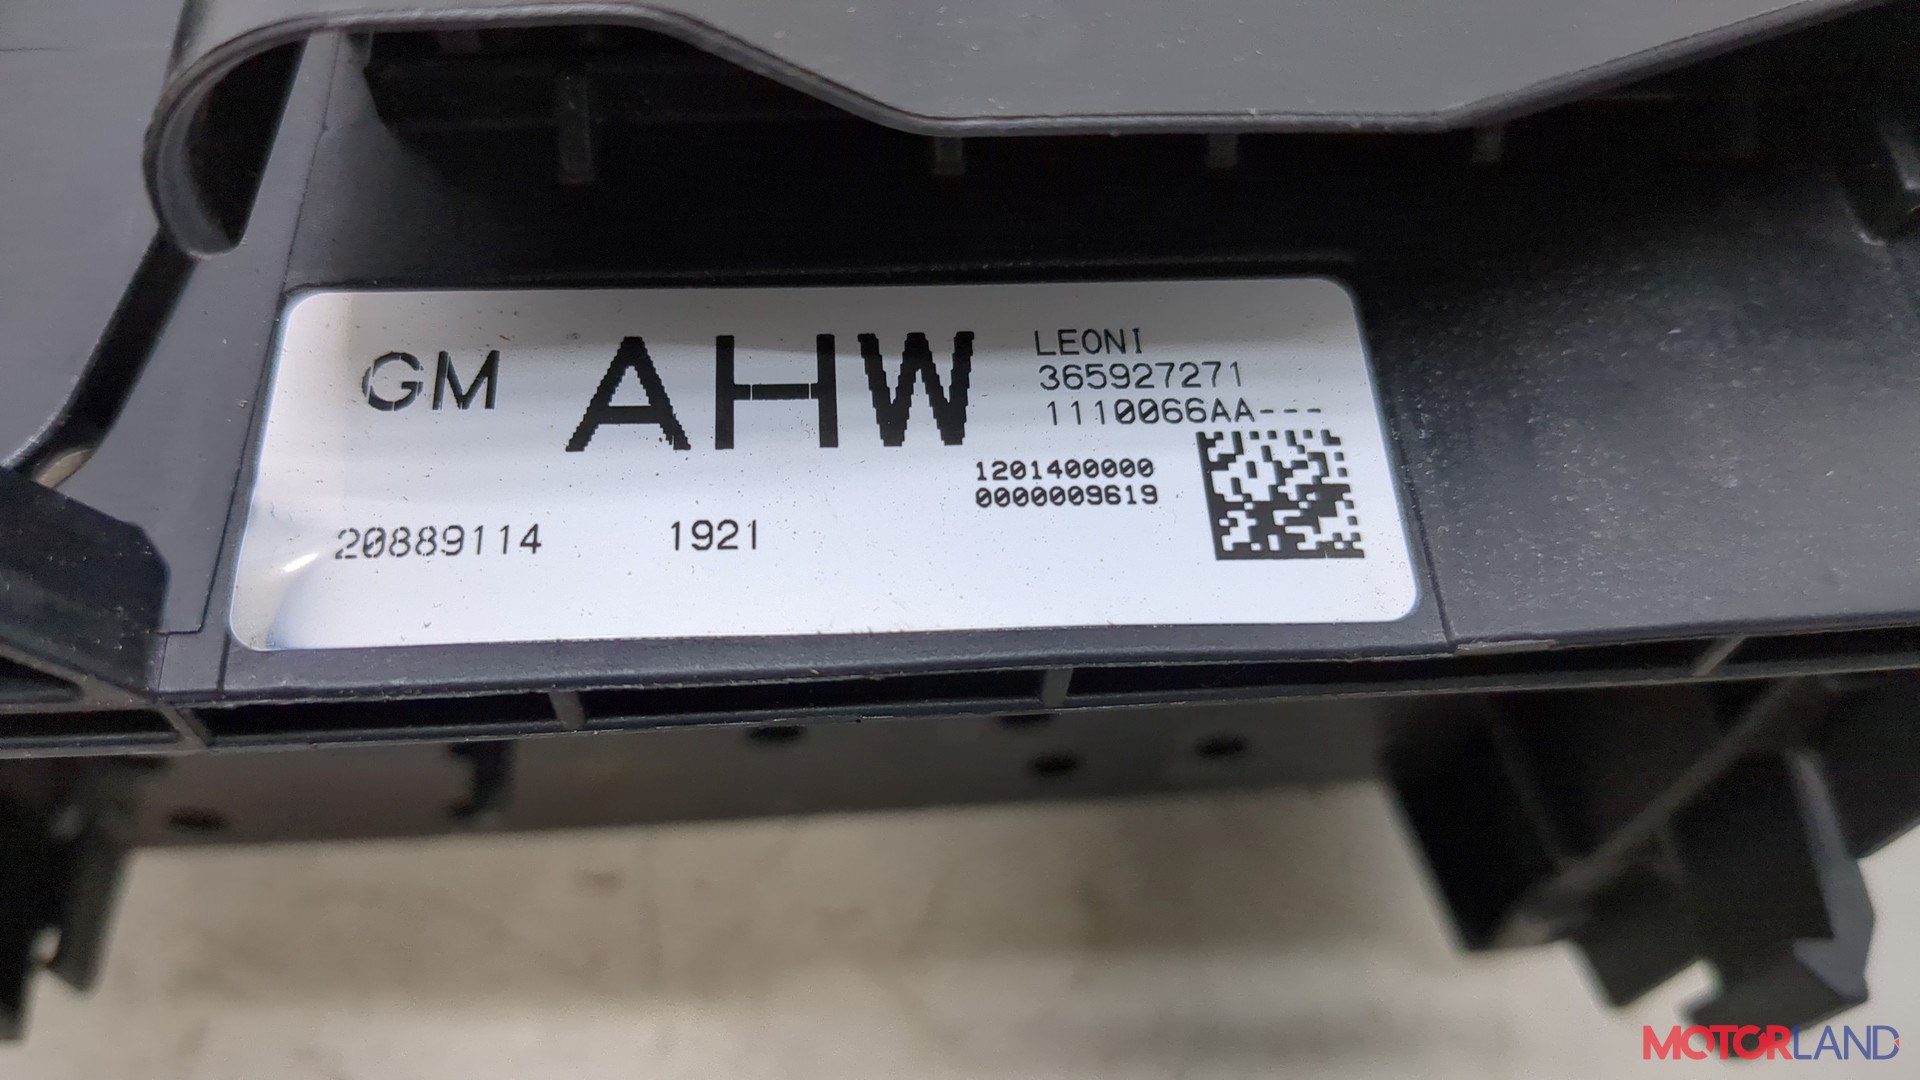 GM AHW
LEONI
365927271
1110066AA---
1201400000
0000009619
20889114 1921
MOTORLAND